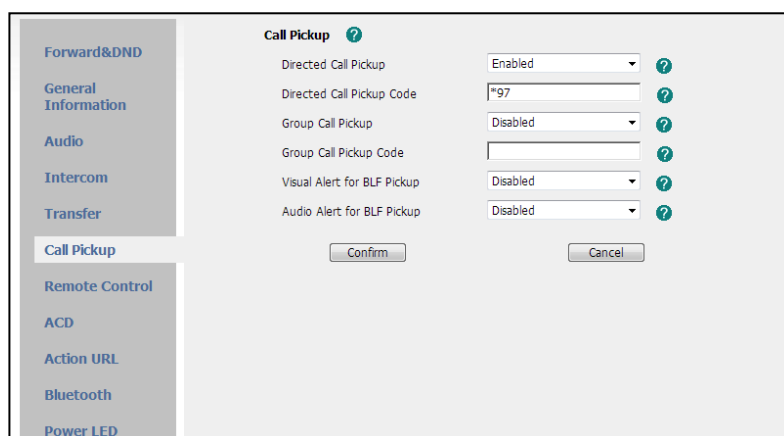 Forward&DND
General
Information
Audio
Intercom
Transfer
Call Pickup
Remote Control
ACD
Action URL
Bluetooth
Power LED
Call Pickup ?
Directed Call Pickup Enabled ?
Directed Call Pickup Code *97 ?
Group Call Pickup Disabled ?
Group Call Pickup Code ?
Visual Alert for BLF Pickup Disabled ?
Audio Alert for BLF Pickup Disabled ?
Confirm Cancel